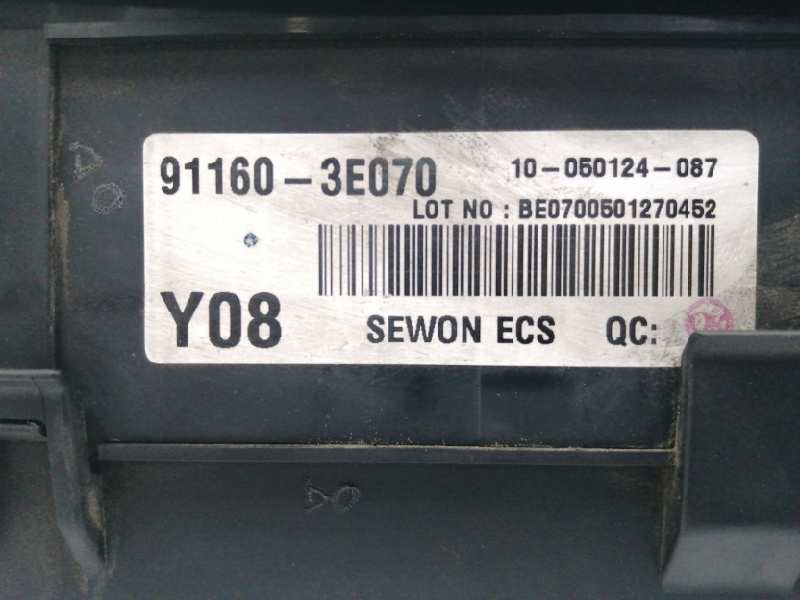 91160-3E070 10-050124-087
LOT NO : BE0700501270452
Y08 SEWON ECS QC: